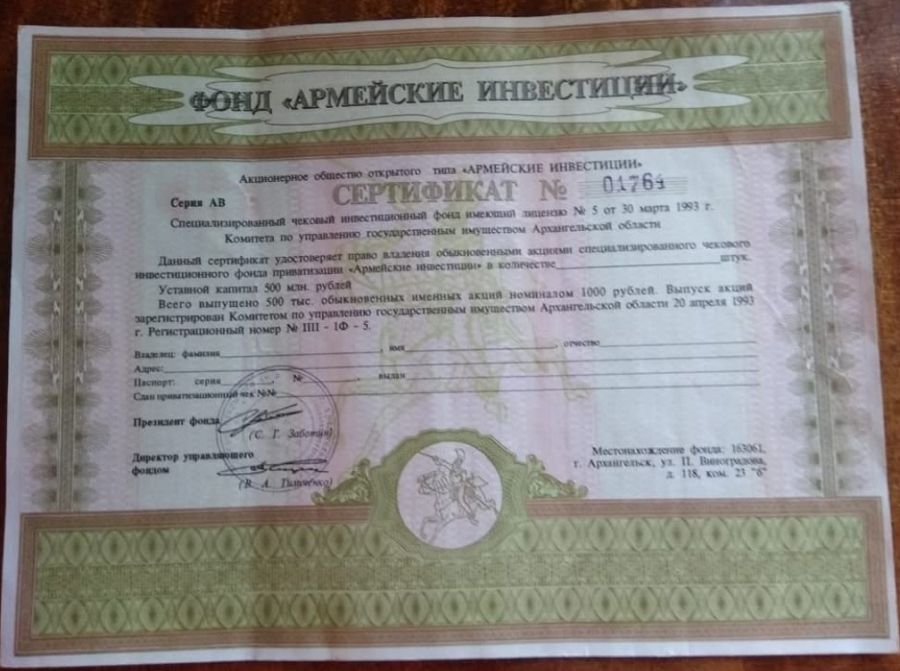 ФОНД «АРМЕЙСКИЕ ИНВЕСТИЦИИ»
Акционерное общество открытого типа «АРМЕЙСКИЕ ИНВЕСТИЦИИ»
СЕРТИФИКАТ № 01764
Серия АВ
Специализированный чековый инвестиционный фонд имеющий лицензию № 5 от 30 марта 1993 г.
Комитета по управлению государственным имуществом Архангельской области
Данный сертификат удостоверяет право владения обыкновенными акциями специализированного чекового
инвестиционного фонда приватизации «Армейские инвестиции» в количестве штук.
Уставной капитал 500 млн. рублей
Всего выпущено 500 тыс. обыкновенных именных акций номиналом 1000 рублей. Выпуск акций
зарегистрирован Комитетом по управлению государственным имуществом Архангельской области 20 апреля 1993
г. Регистрационный номер № IIII - 1Ф - 5.
Владелец: фамилия , имя , отчество
Адрес:
Паспорт: серия , № , выдан
Сдан приватизационный чек №№
Президент фонда
(С. Г. Заботин)
Директор управляющего
фондом
(В. А. Тимченко)
Местонахождение фонда: 163061,
г. Архангельск, ул. П. Виноградова,
д. 118, ком. 23 "б"